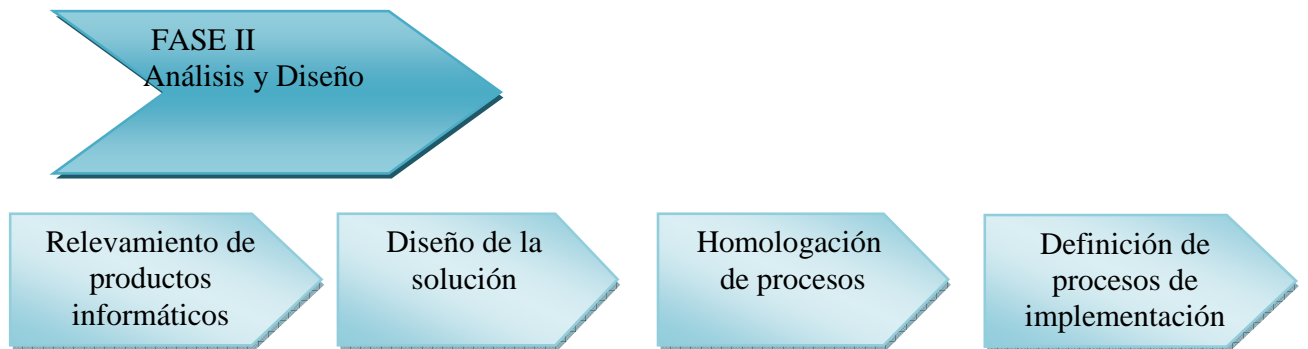 FASE II
Análisis y Diseño
Relevamiento de
productos
informáticos
Diseño de la
solución
Homologación
de procesos
Definición de
procesos de
implementación